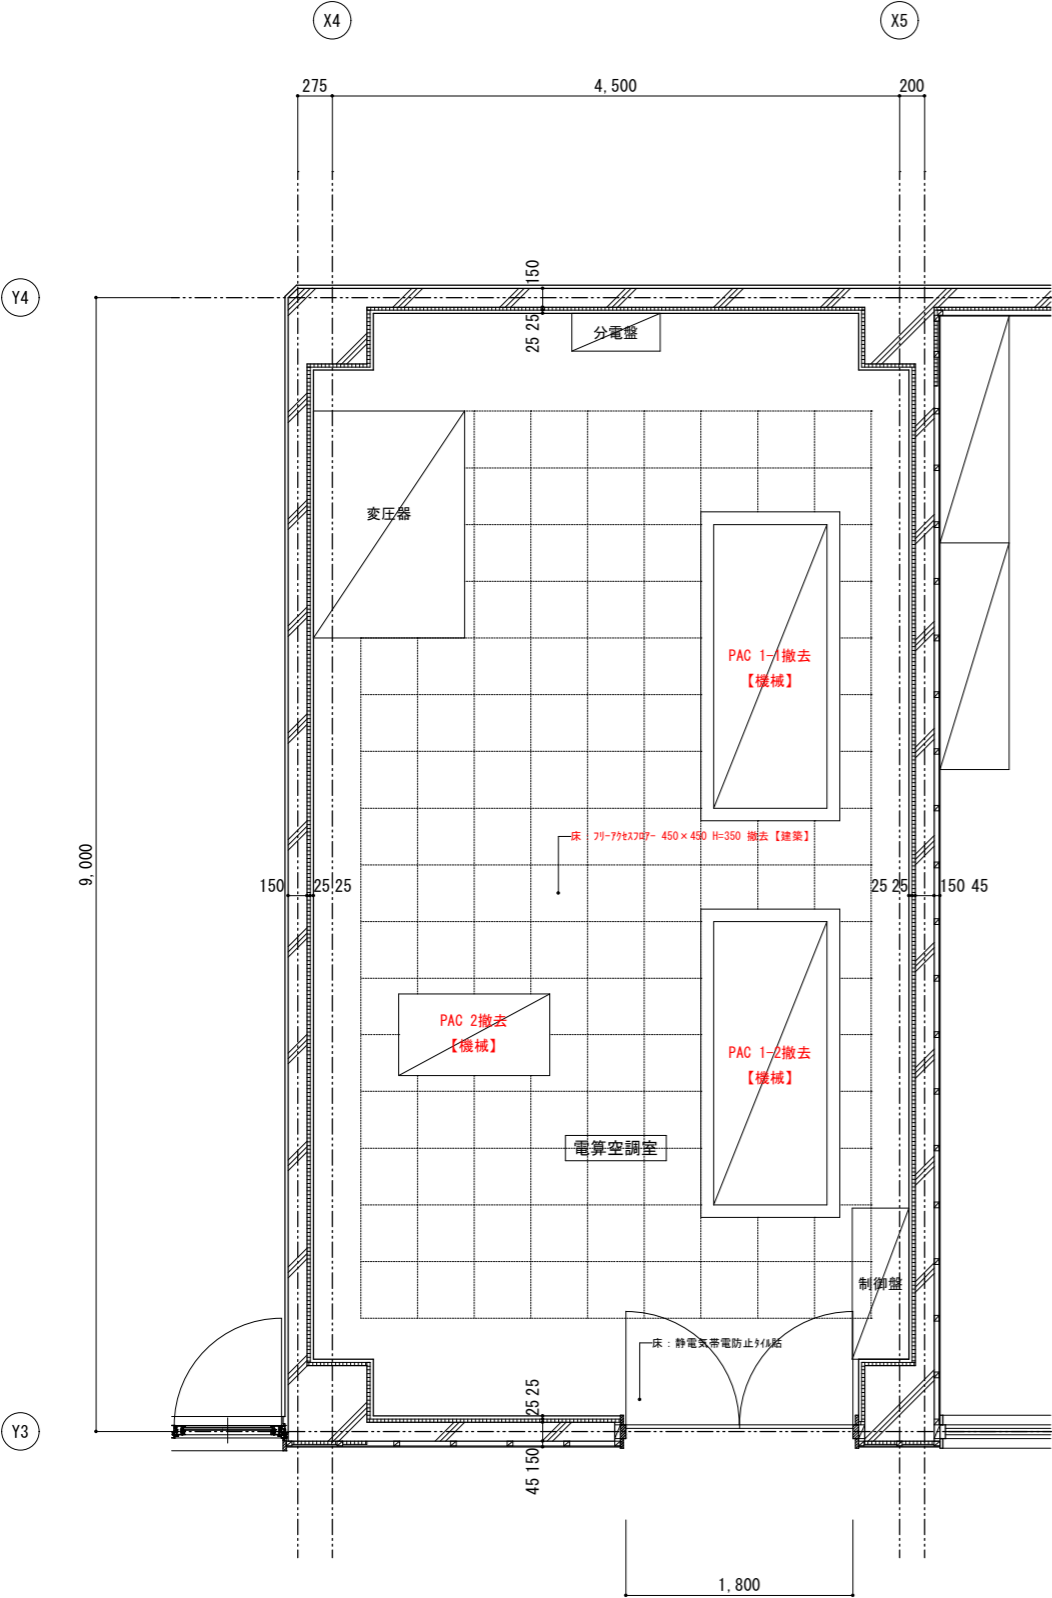 X4
X5
275
4,500
200
Y4
150
25 25
分電盤
変圧器
PAC 1-1撤去
【機械】
床：フリーアクセスフロアー 450×450 H=350 撤去【建築】
9,000
150
25 25
25 25
150 45
PAC 2撤去
【機械】
PAC 1-2撤去
【機械】
電算空調室
制御盤
床：静電気帯電防止タイル貼
25 25
Y3
45 150
1,800